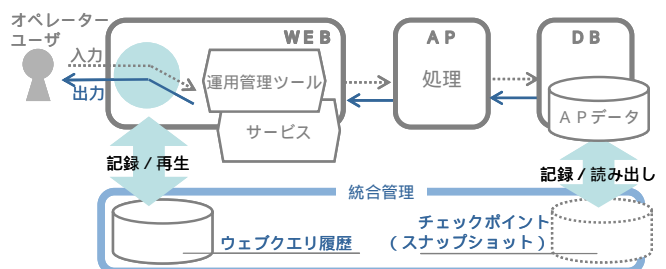 オペレーター
ユーザ
入力
出力
WEB
運用管理ツール
サービス
AP
処理
DB
APデータ
記録/再生
記録/読み出し
統合管理
ウェブクエリ履歴
チェックポイント
(スナップショット)